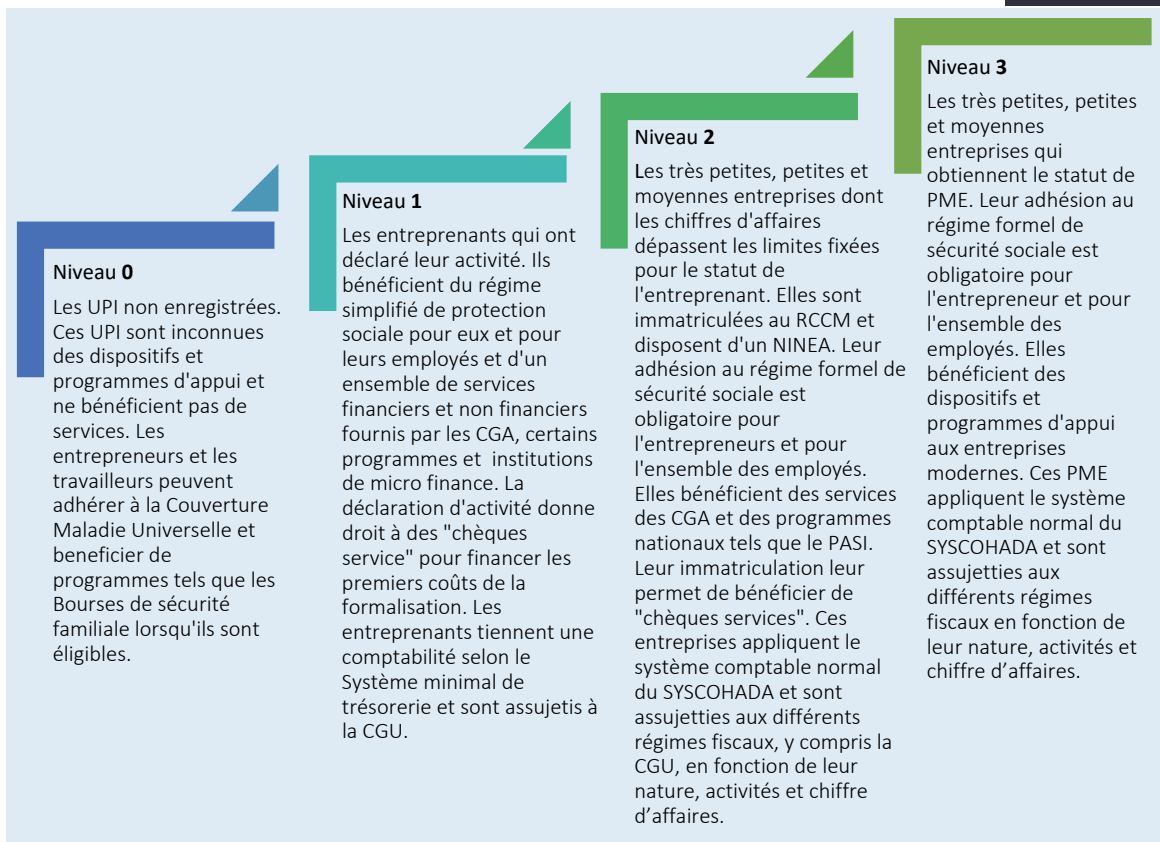 Niveau 0
Les UPI non enregistrées.
Ces UPI sont inconnues
des dispositifs et
programmes d'appui et
ne bénéficient pas de
services. Les
entrepreneurs et les
travailleurs peuvent
adhérer à la Couverture
Maladie Universelle et
beneficier de
programmes tels que les
Bourses de sécurité
familiale lorsqu'ils sont
éligibles.
Niveau 1
Les entreprenants qui ont
déclaré leur activité. Ils
bénéficient du régime
simplifié de protection
sociale pour eux et pour
leurs employés et d'un
ensemble de services
financiers et non financiers
fournis par les CGA, certains
programmes et institutions
de micro finance. La
déclaration d'activité donne
droit à des "chèques
service" pour financer les
premiers coûts de la
formalisation. Les
entreprenants tiennent une
comptabilité selon le
Système minimal de
trésorerie et sont assujetis à
la CGU.
Niveau 2
Les très petites, petites et
moyennes entreprises dont
les chiffres d'affaires
dépassent les limites fixées
pour le statut de
l'entreprenant. Elles sont
immatriculées au RCCM et
disposent d'un NINEA. Leur
adhésion au régime formel de
sécurité sociale est
obligatoire pour
l'entrepreneurs et pour
l'ensemble des employés.
Elles bénéficient des services
des CGA et des programmes
nationaux tels que le PASI.
Leur immatriculation leur
permet de bénéficier de
"chèques services". Ces
entreprises appliquent le
système comptable normal
du SYSCOHADA et sont
assujetties aux différents
régimes fiscaux, y compris la
CGU, en fonction de leur
nature, activités et chiffre
d’affaires.
Niveau 3
Les très petites, petites
et moyennes
entreprises qui
obtiennent le statut de
PME. Leur adhésion au
régime formel de
sécurité sociale est
obligatoire pour
l'entrepreneur et pour
l'ensemble des
employés. Elles
bénéficient des
dispositifs et
programmes d'appui
aux entreprises
modernes. Ces PME
appliquent le système
comptable normal du
SYSCOHADA et sont
assujetties aux
différents régimes
fiscaux en fonction de
leur nature, activités et
chiffre d’affaires.